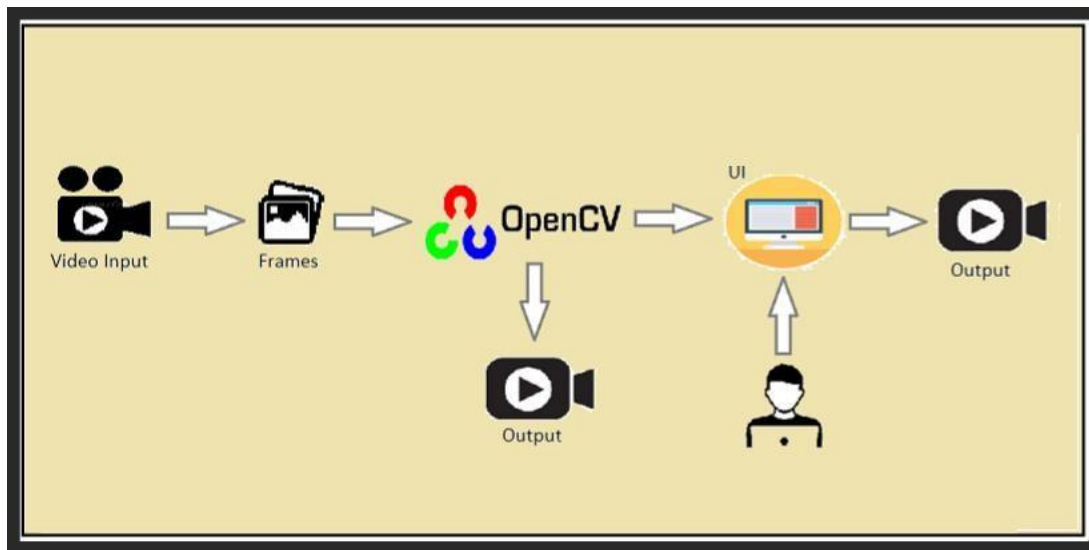 UI
OpenCV
Video Input
Frames
Output
Output